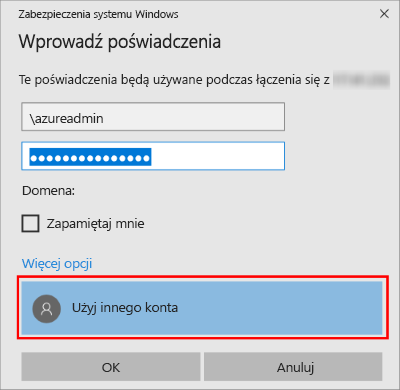 Zabezpieczenia systemu Windows
Wprowadź poświadczenia
Te poświadczenia będą używane podczas łączenia się z
\azureadmin
●●●●●●●●●●●●●●●
Domena:
Zapamiętaj mnie
Więcej opcji
Użyj innego konta
OK
Anuluj